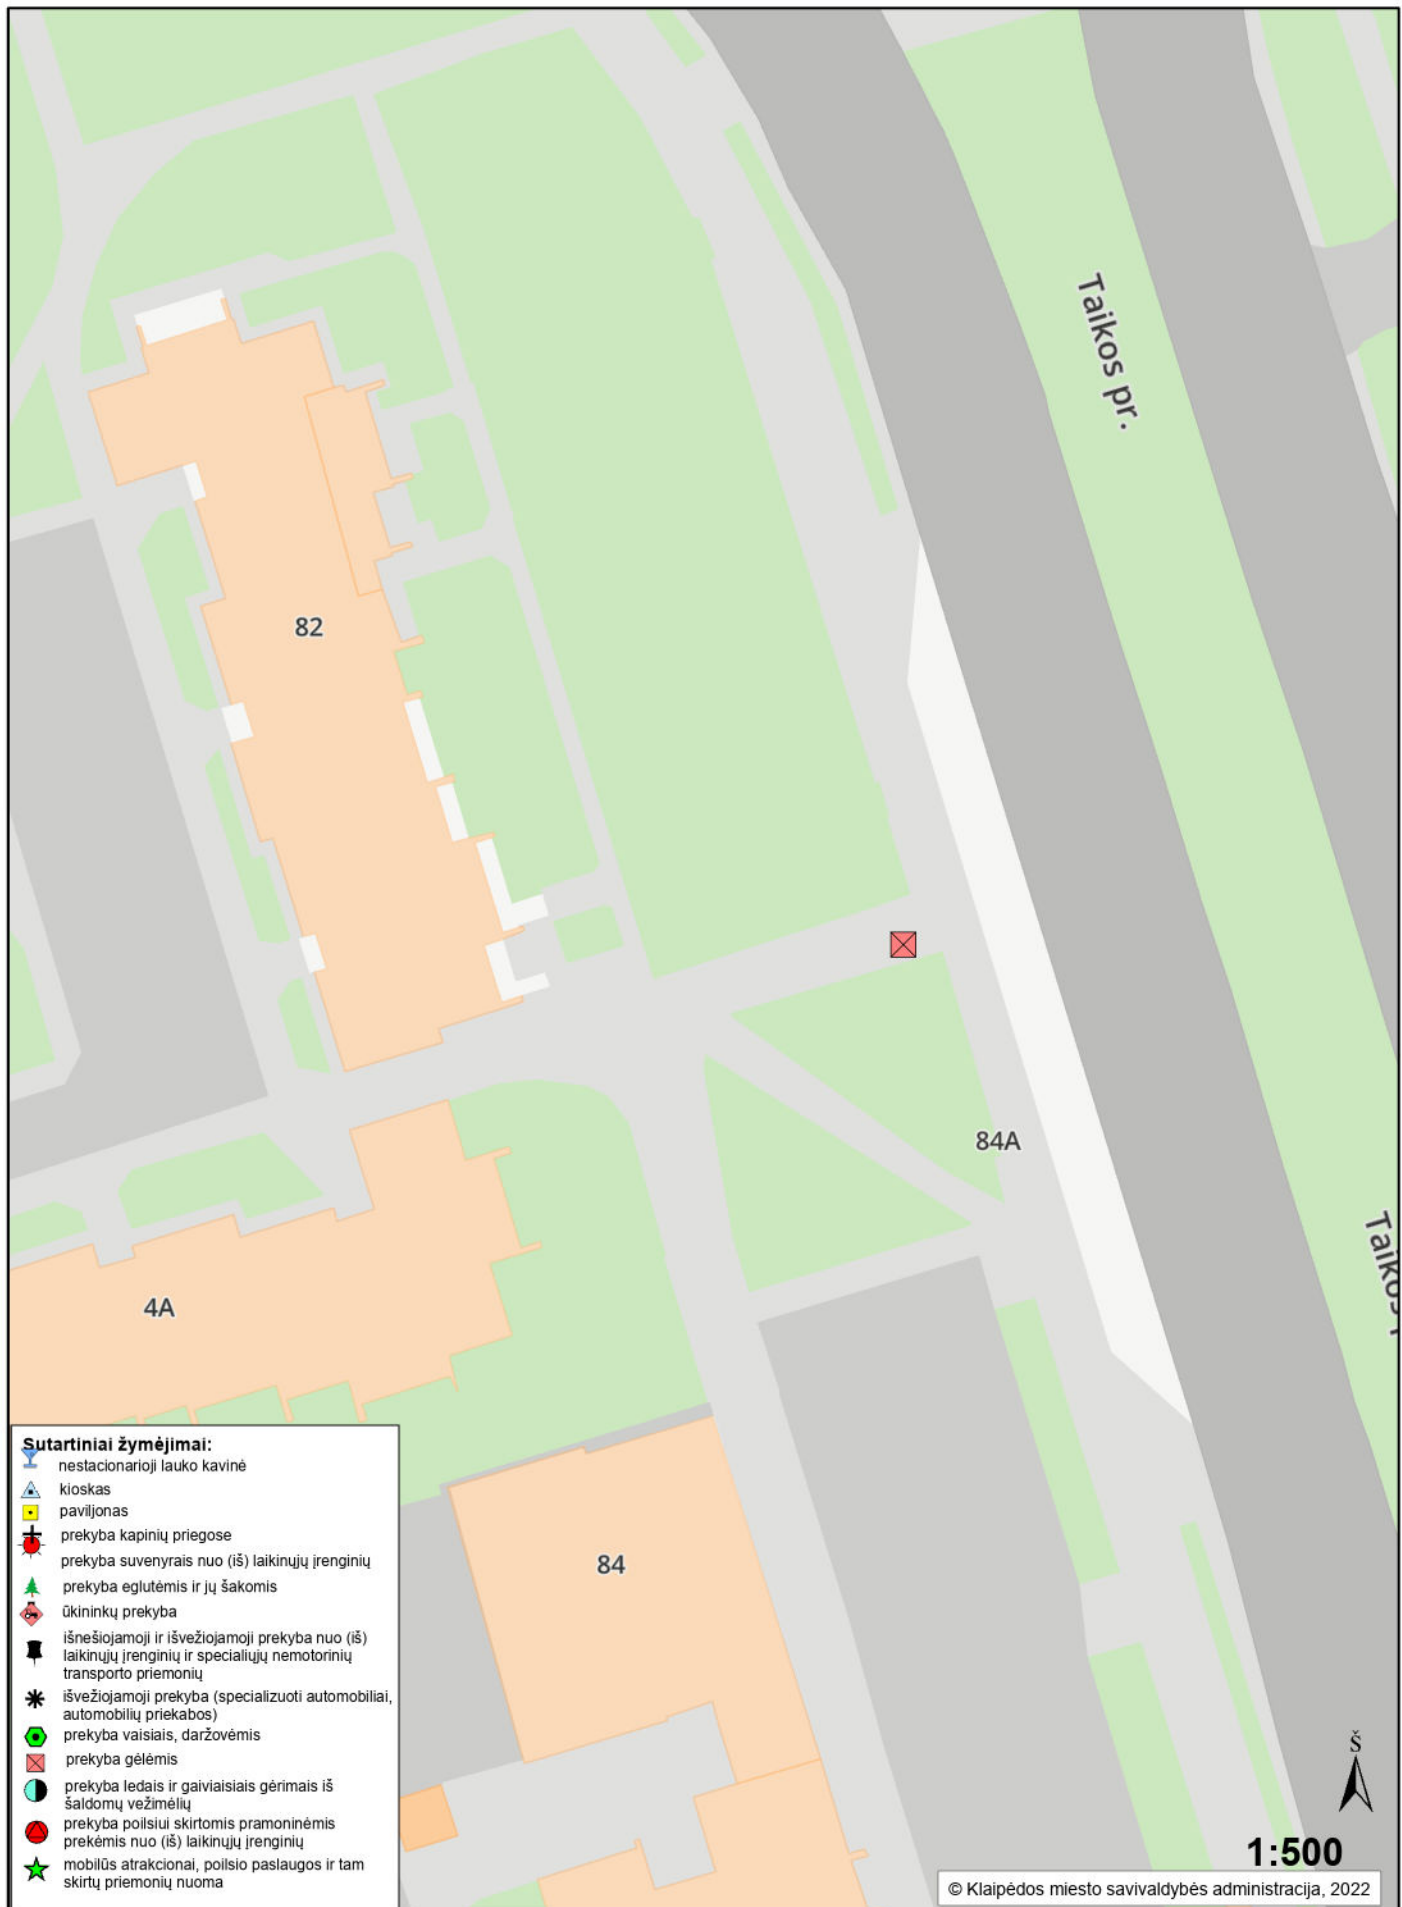 Taikos pr.
82
84A
Taikos
4A
84
Sutartiniai žymėjimai:
nestacionarioji lauko kavinė
kioskas
paviljonas
prekyba kapinių priegose
prekyba suvenyrais nuo (iš) laikinųjų įrenginių
prekyba eglutėmis ir jų šakomis
ūkininkų prekyba
išnešiojamoji ir išvežiojamoji prekyba nuo (iš)
laikinųjų įrenginių ir specialiųjų nemotorinių
transporto priemonių
išvežiojamoji prekyba (specializuoti automobiliai,
automobilių priekabos)
prekyba vaisiais, daržovėmis
prekyba gėlėmis
prekyba ledais ir gaiviaisiais gėrimais iš
šaldomų vežimėlių
prekyba poilsiui skirtomis pramoninėmis
prekėmis nuo (iš) laikinųjų įrenginių
mobilūs atrakcionai, poilsio paslaugos ir tam
skirtų priemonių nuoma
Š
1:500
© Klaipėdos miesto savivaldybės administracija, 2022